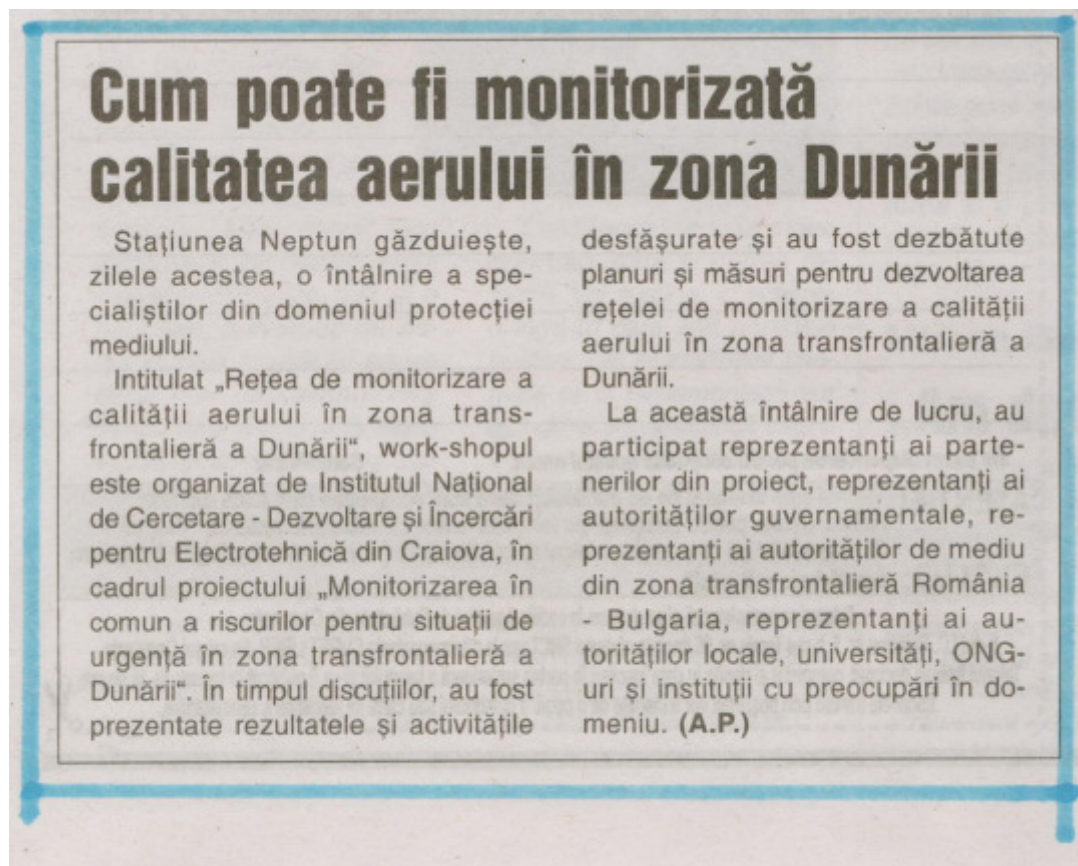 Cum poate fi monitorizată
calitatea aerului în zona Dunării
Stațiunea Neptun găzduiește,
zilele acestea, o întâlnire a spe-
cialiștilor din domeniul protecției
mediului.
Intitulat „Rețea de monitorizare a
calității aerului în zona trans-
frontalieră a Dunării“, work-shopul
este organizat de Institutul Național
de Cercetare - Dezvoltare și Încercări
pentru Electrotehnică din Craiova, în
cadrul proiectului „Monitorizarea în
comun a riscurilor pentru situații de
urgență în zona transfrontalieră a
Dunării“. În timpul discuțiilor, au fost
prezentate rezultatele și activitățile
desfășurate și au fost dezbătute
planuri și măsuri pentru dezvoltarea
rețelei de monitorizare a calității
aerului în zona transfrontalieră a
Dunării.
La această întâlnire de lucru, au
participat reprezentanți ai parte-
nerilor din proiect, reprezentanți ai
autorităților guvernamentale, re-
prezentanți ai autorităților de mediu
din zona transfrontalieră România
- Bulgaria, reprezentanți ai au-
torităților locale, universități, ONG-
uri și instituții cu preocupări în do-
meniu. (A.P.)